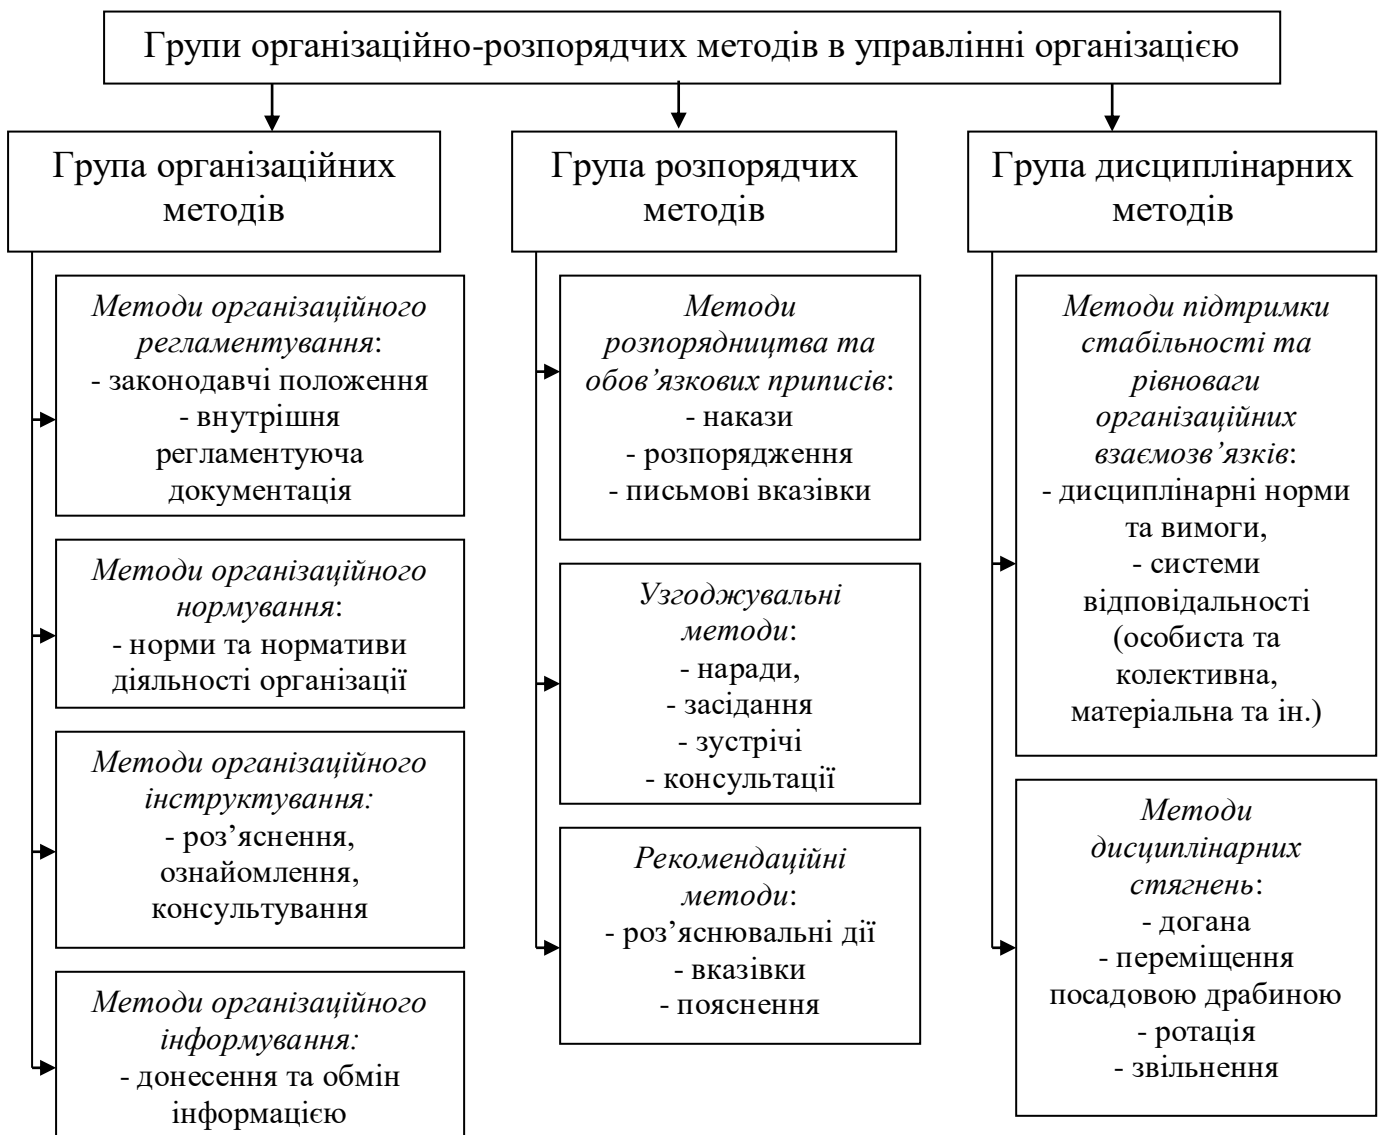 Групи організаційно-розпорядчих методів в управлінні організацією
Група організаційних
методів
Методи організаційного
регламентування:
- законодавчі положення
- внутрішня
регламентуюча
документація
Методи організаційного
нормування:
- норми та нормативи
діяльності організації
Методи організаційного
інструктування:
- роз’яснення,
ознайомлення,
консультування
Методи організаційного
інформування:
- донесення та обмін
інформацією
Група розпорядчих
методів
Методи
розпорядництва та
обов’язкових приписів:
- накази
- розпорядження
- письмові вказівки
Узгоджувальні
методи:
- наради,
- засідання
- зустрічі
- консультації
Рекомендаційні
методи:
- роз’яснювальні дії
- вказівки
- пояснення
Група дисциплінарних
методів
Методи підтримки
стабільності та
рівноваги
організаційних
взаємозв’язків:
- дисциплінарні норми
та вимоги,
- системи
відповідальності
(особиста та
колективна,
матеріальна та ін.)
Методи
дисциплінарних
стягнень:
- догана
- переміщення
посадовою драбиною
- ротація
- звільнення